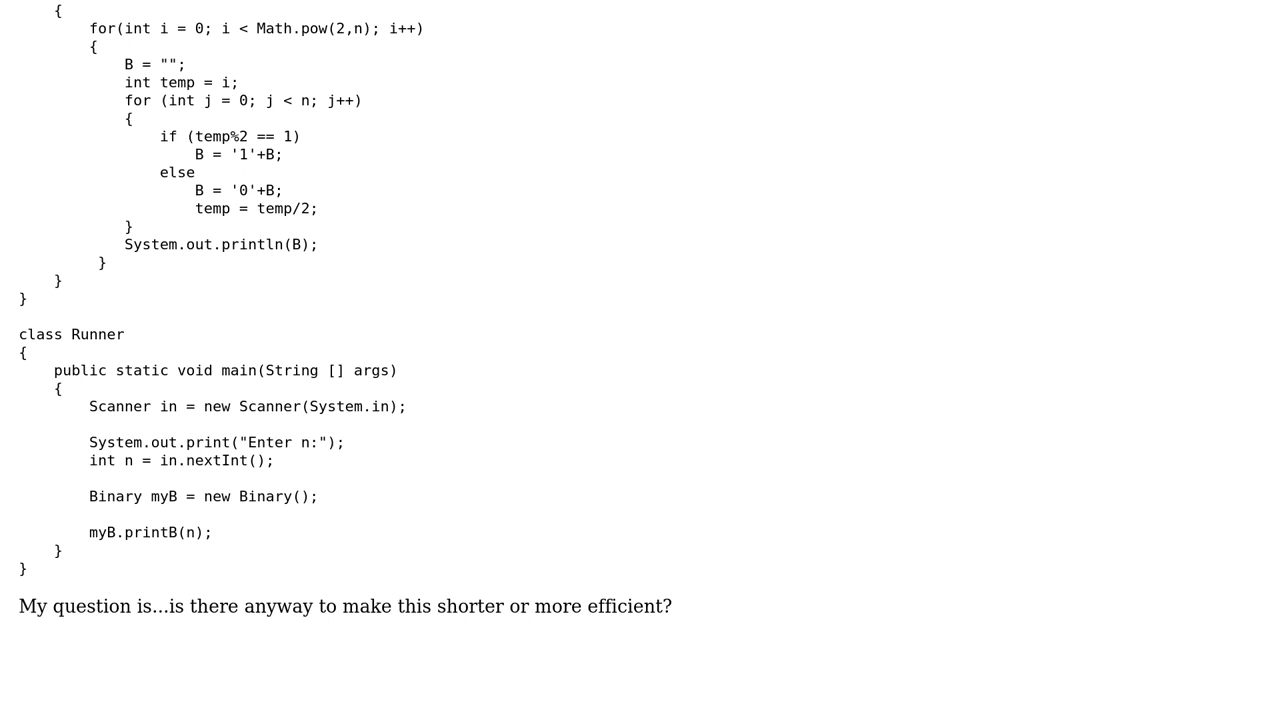 {
        for(int i = 0; i < Math.pow(2,n); i++)
        {
            B = "";
            int temp = i;
            for (int j = 0; j < n; j++)
            {
                if (temp%2 == 1)
                    B = '1'+B;
                else
                    B = '0'+B;
                    temp = temp/2;
            }
            System.out.println(B);
         }
    }
}

class Runner
{
    public static void main(String [] args)
    {
        Scanner in = new Scanner(System.in);

        System.out.print("Enter n:");
        int n = in.nextInt();

        Binary myB = new Binary();

        myB.printB(n);
    }
}

My question is...is there anyway to make this shorter or more efficient?